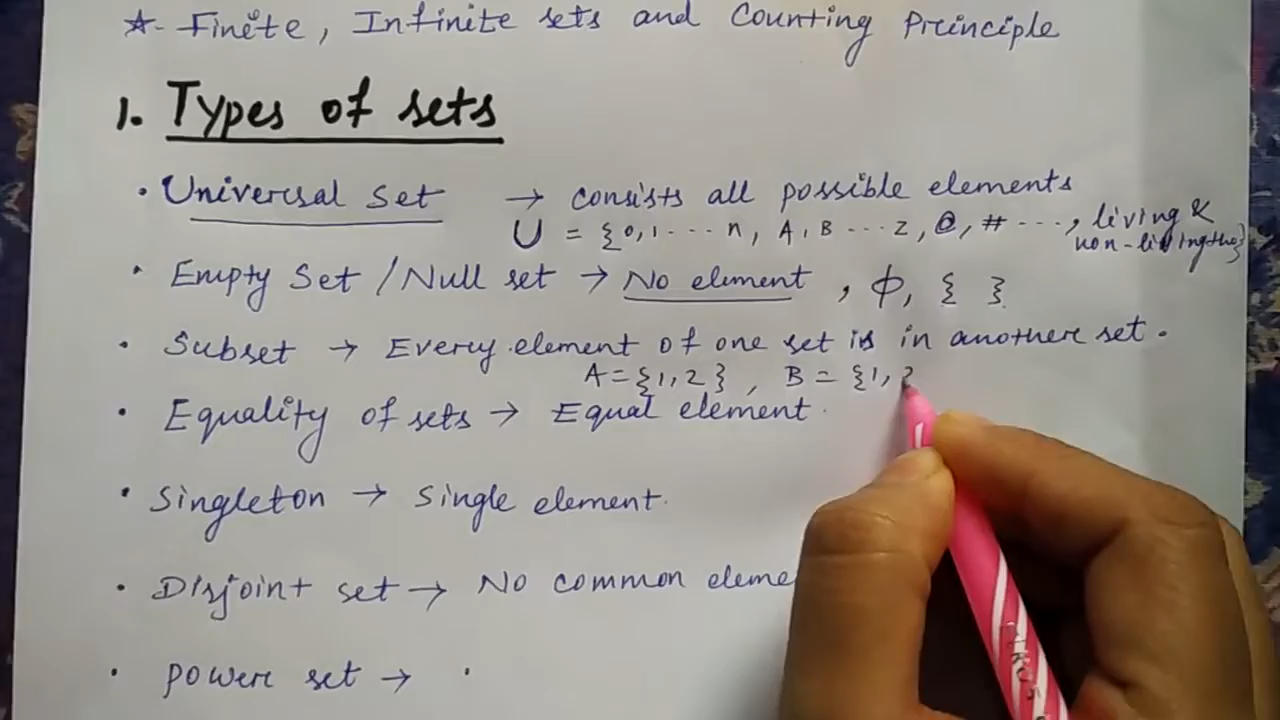 ☆- Finite, Infinite sets and Counting Principle
1. Types of sets
• Universal Set → consists all possible elements
U = {0,1 --- n, A, B --- Z, @, # ---, living &
non-living
• Empty Set / Null set → No element, φ, { }
• Subset → Every element of one set is in another set.
A = {1,2}, B = {1, 2
• Equality of sets → Equal element.
• Singleton → Single element.
• Disjoint set → No common eleme
• Power set → .